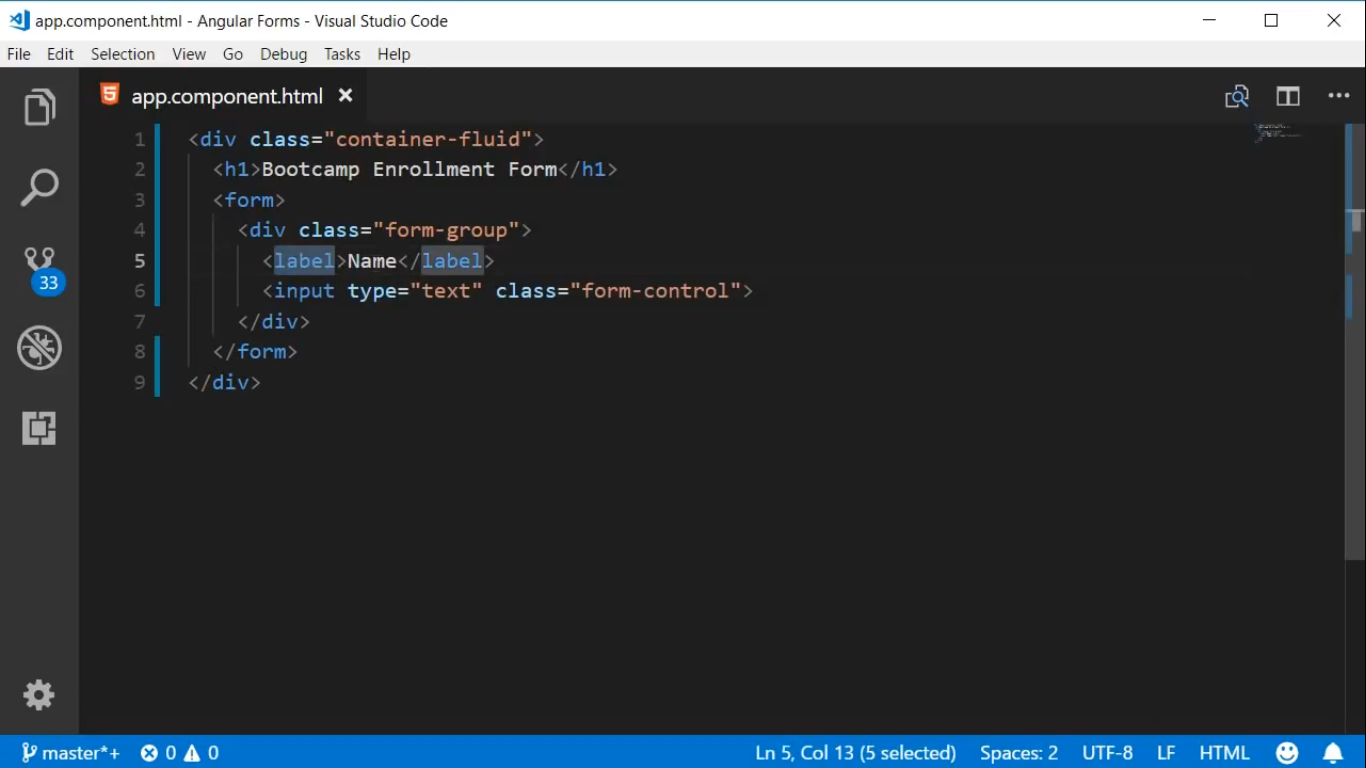 app.component.html - Angular Forms - Visual Studio Code
File Edit Selection View Go Debug Tasks Help
app.component.html
1 <div class="container-fluid">
2 <h1>Bootcamp Enrollment Form</h1>
3 <form>
4 <div class="form-group">
5 <label>Name</label>
6 <input type="text" class="form-control">
7 </div>
8 </form>
9 </div>
33
master*+ 0 0 Ln 5, Col 13 (5 selected) Spaces: 2 UTF-8 LF HTML